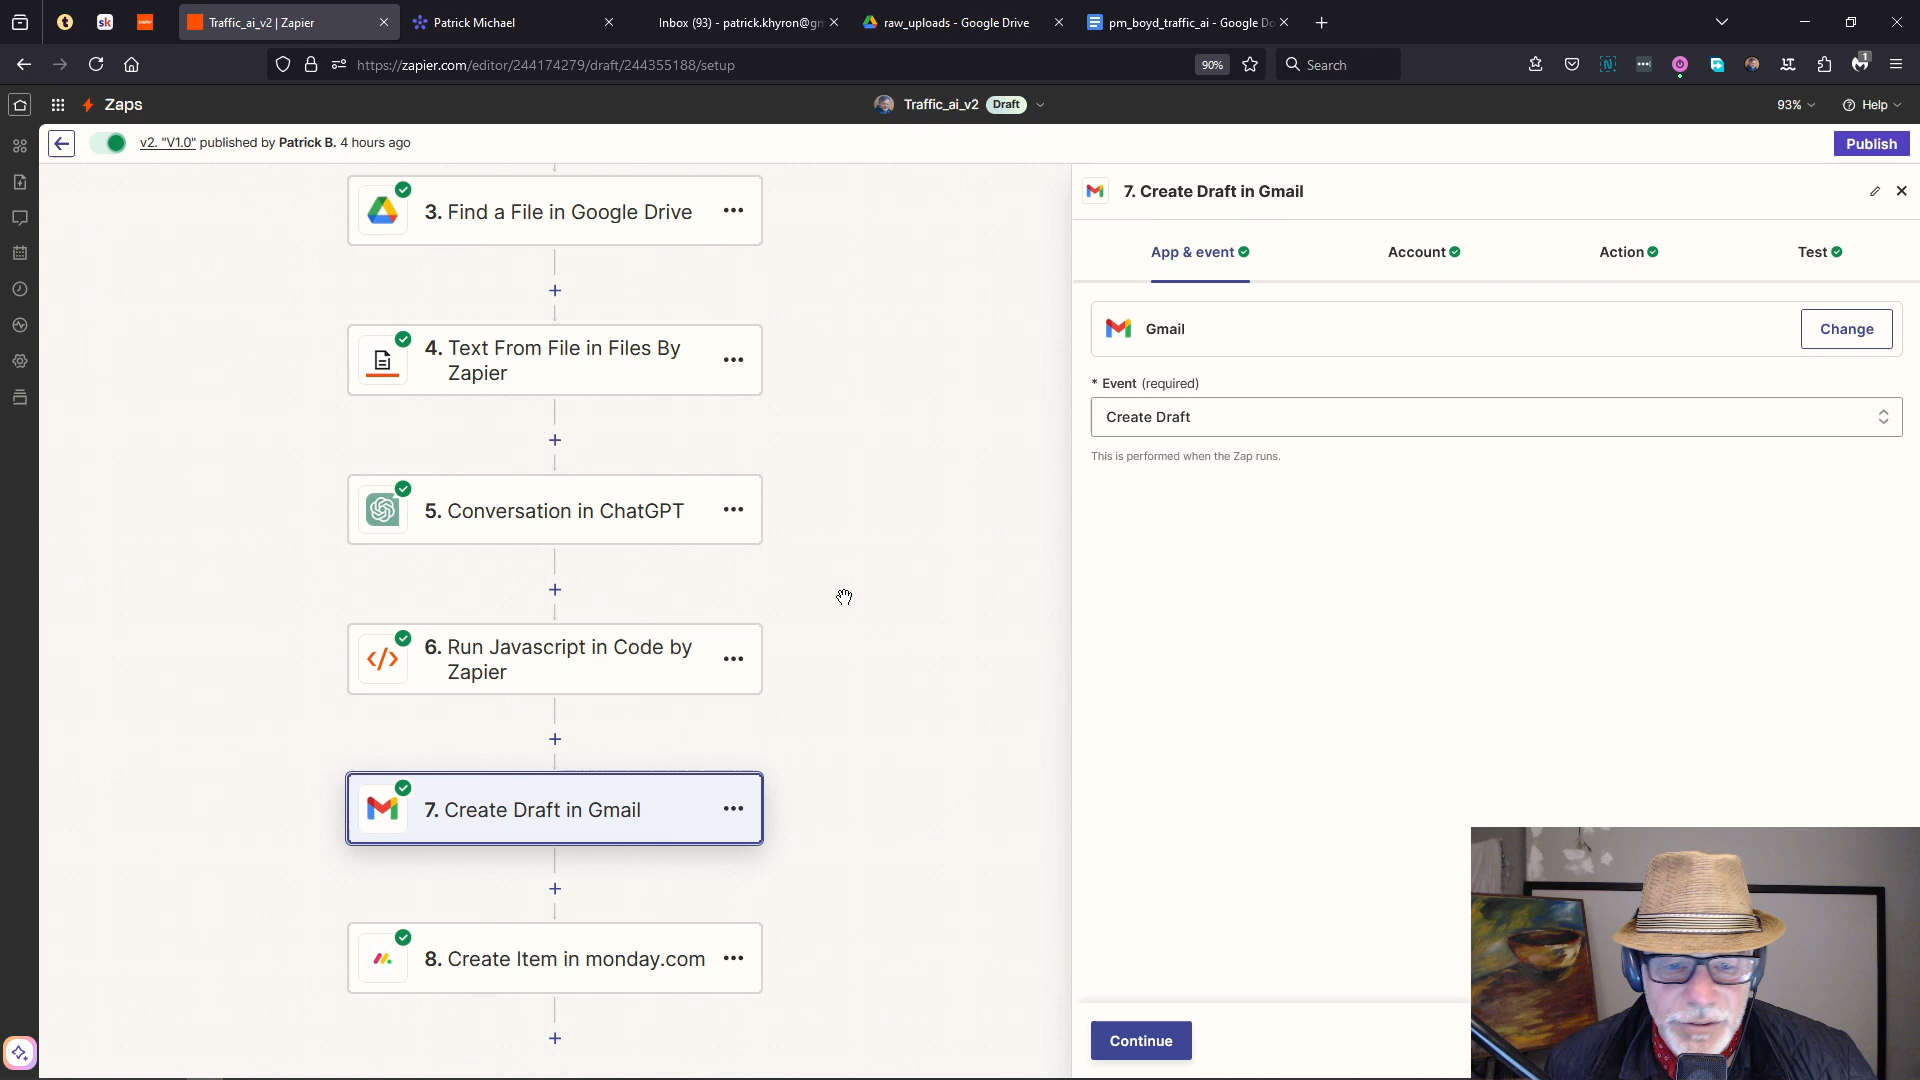 Traffic_ai_v2 | Zapier
Patrick Michael
Inbox (93) - patrick.khyron@gm
raw_uploads - Google Drive
pm_boyd_traffic_ai - Google Do
https://zapier.com/editor/244174279/draft/244355188/setup
90%
Search
1
Zaps
Traffic_ai_v2
Draft
93%
Help
v2. "V1.0" published by Patrick B. 4 hours ago
Publish
3. Find a File in Google Drive
4. Text From File in Files By
Zapier
5. Conversation in ChatGPT
6. Run Javascript in Code by
Zapier
7. Create Draft in Gmail
8. Create Item in monday.com
7. Create Draft in Gmail
App & event
Account
Action
Test
Gmail
Change
* Event (required)
Create Draft
This is performed when the Zap runs.
Continue